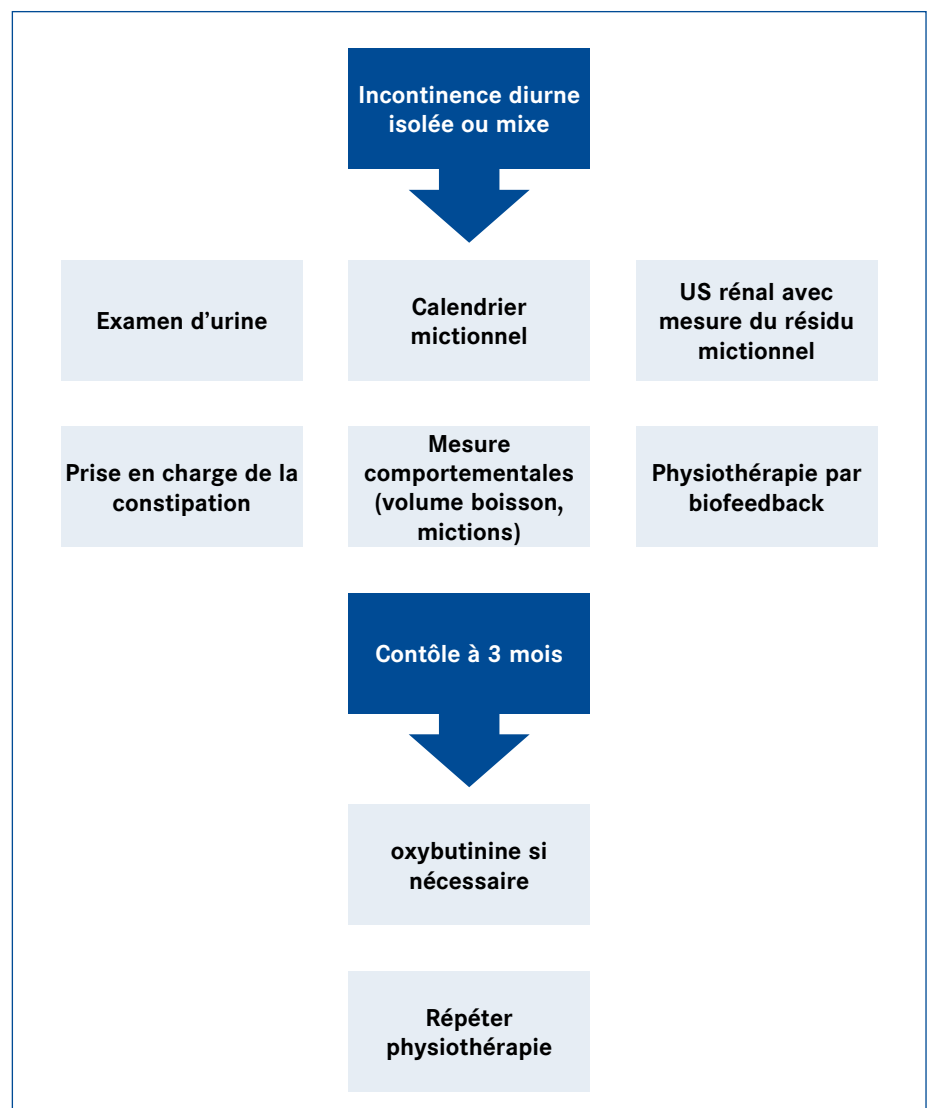 Incontinence diurne
isolée ou mixe
Examen d'urine
Calendrier
mictionnel
US rénal avec
mesure du résidu
mictionnel
Prise en charge de la
constipation
Mesure
comportementales
(volume boisson,
mictions)
Physiothérapie par
biofeedback
Contôle à 3 mois
oxybutinine si
nécessaire
Répéter
physiothérapie